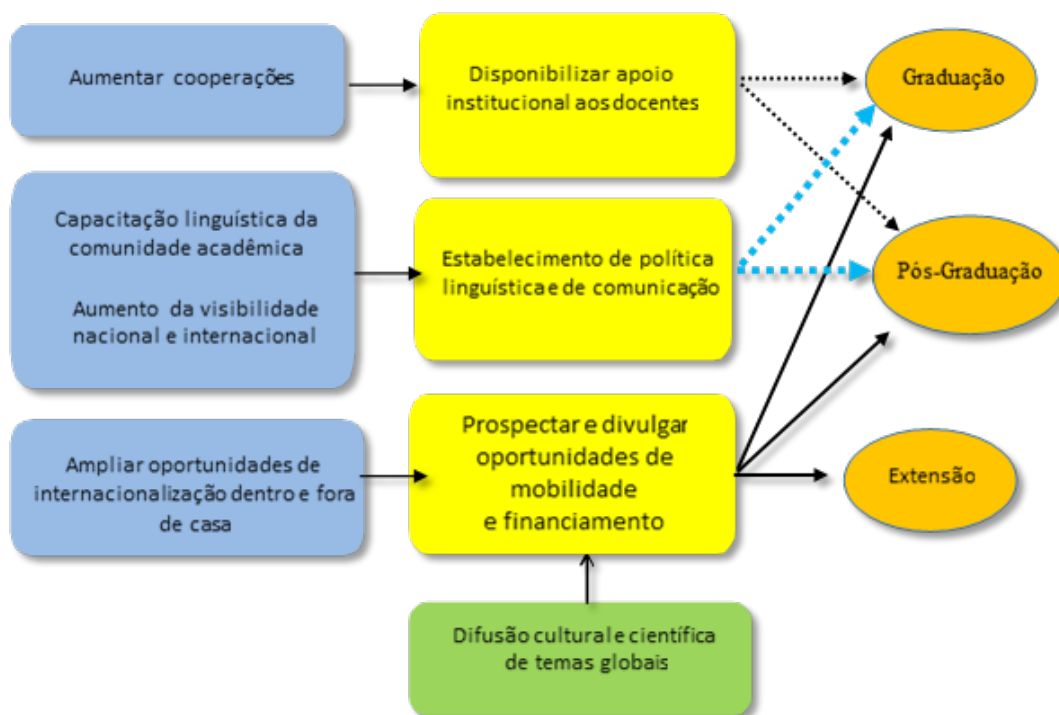 Aumentar cooperações
Disponibilizar apoio
institucional aos docentes
Graduação
Capacitação linguística da
comunidade acadêmica
Aumento da visibilidade
nacional e internacional
Estabelecimento de política
linguística e de comunicação
Pós-Graduação
Ampliar oportunidades de
internacionalização dentro e fora
de casa
Prospectar e divulgar
oportunidades de
mobilidade
e financiamento
Extensão
Difusão cultural e científica
de temas globais